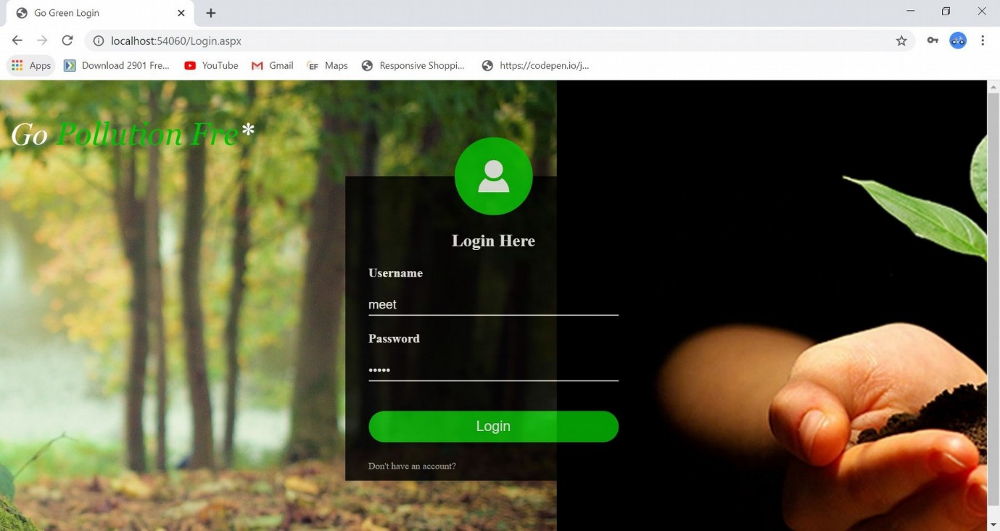 Go Green Login
localhost:54060/Login.aspx
Apps Download 2901 Fre... YouTube Gmail EF Maps Responsive Shoppi... https://codepen.io/j...
Go Pollution Fre*
Login Here
Username
meet
Password
•••••
Login
Don't have an account?